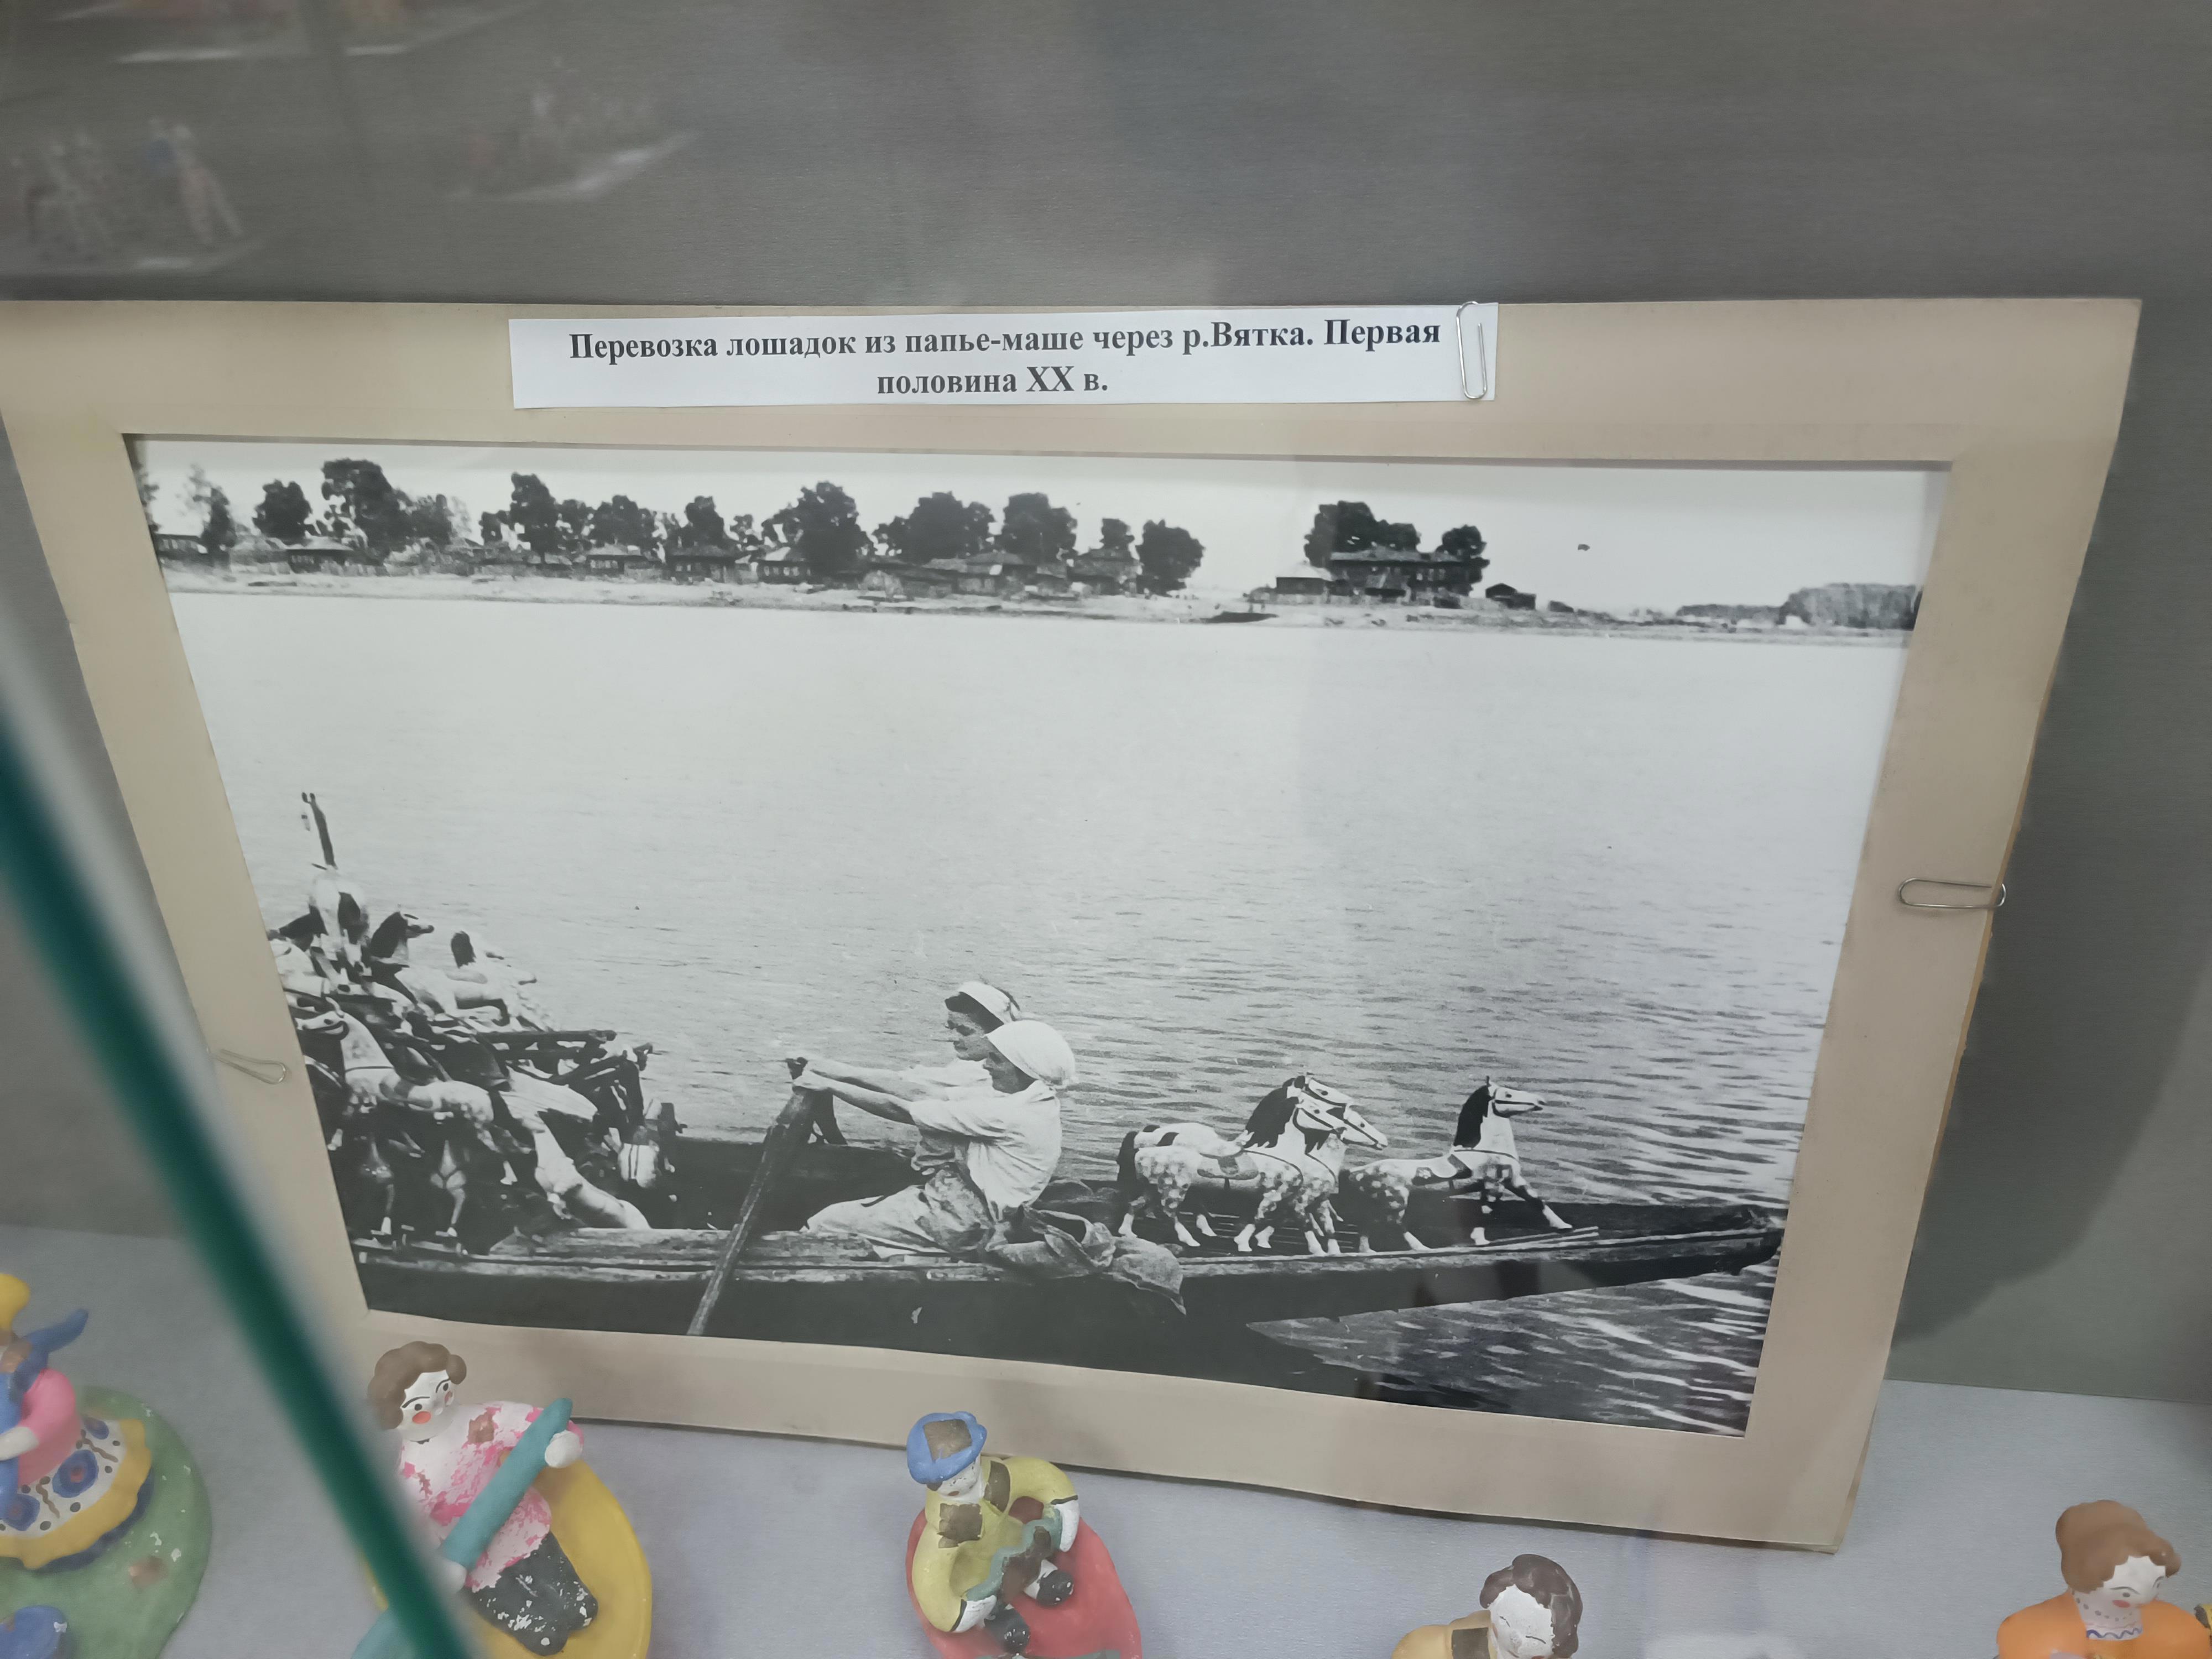 Перевозка лошадок из папье-маше через р.Вятка. Первая
половина XX в.